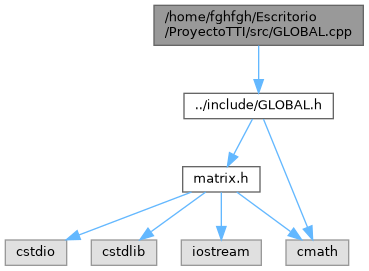 /home/fghfgh/Escritorio
/ProyectoTTI/src/GLOBAL.cpp
../include/GLOBAL.h
matrix.h
cstdio
cstdlib
iostream
cmath